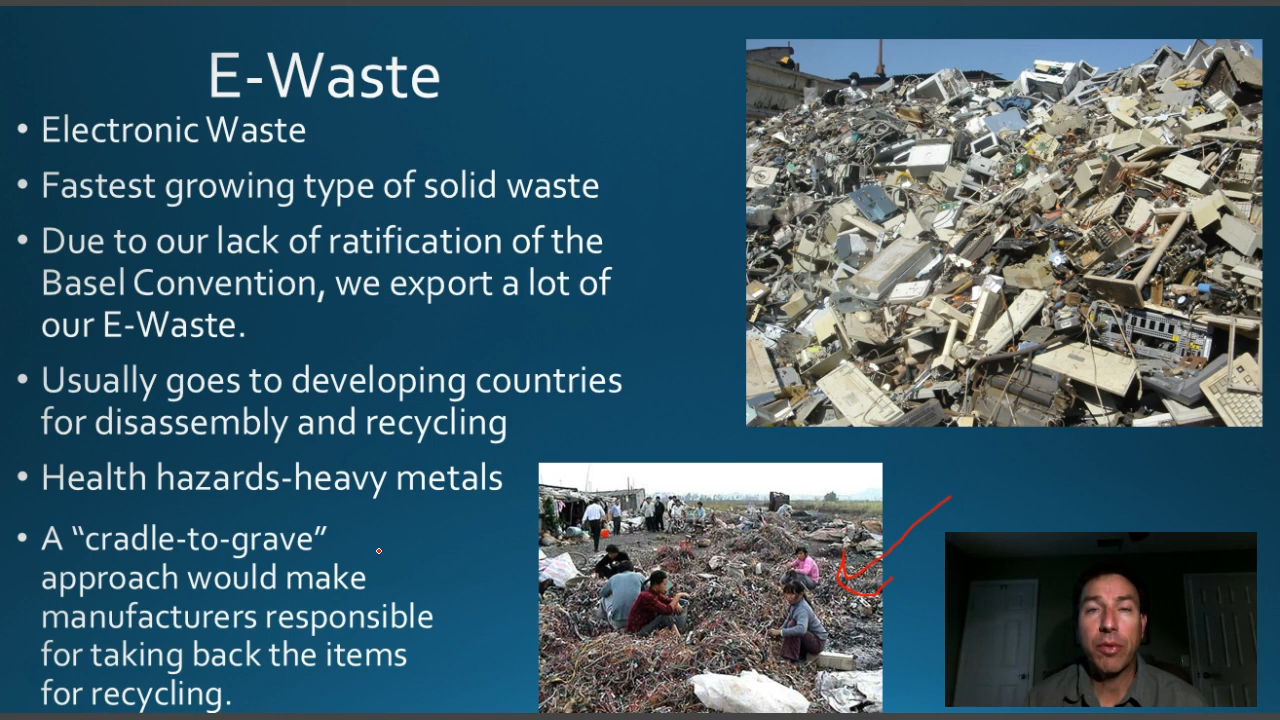 E-Waste
• Electronic Waste
• Fastest growing type of solid waste
• Due to our lack of ratification of the
Basel Convention, we export a lot of
our E-Waste.
• Usually goes to developing countries
for disassembly and recycling
• Health hazards-heavy metals
• A “cradle-to-grave”
approach would make
manufacturers responsible
for taking back the items
for recycling.